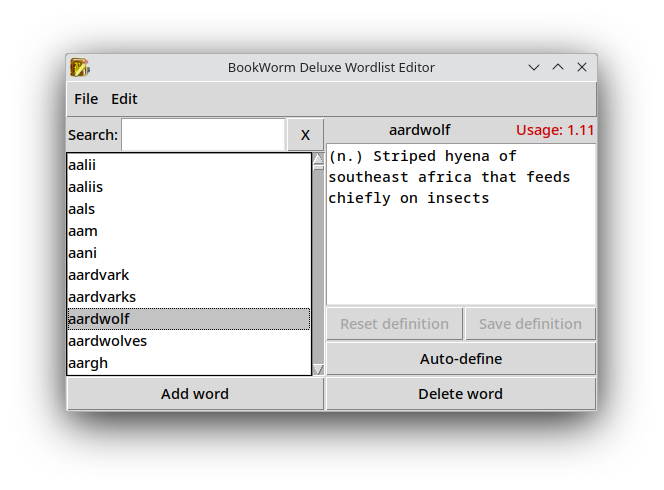 BookWorm Deluxe Wordlist Editor
File Edit
Search: X
aalii
aaliis
aals
aam
aani
aardvark
aardvarks
aardwolf
aardwolves
aargh
Add word
aardwolf Usage: 1.11
(n.) Striped hyena of
southeast africa that feeds
chiefly on insects
Reset definition Save definition
Auto-define
Delete word